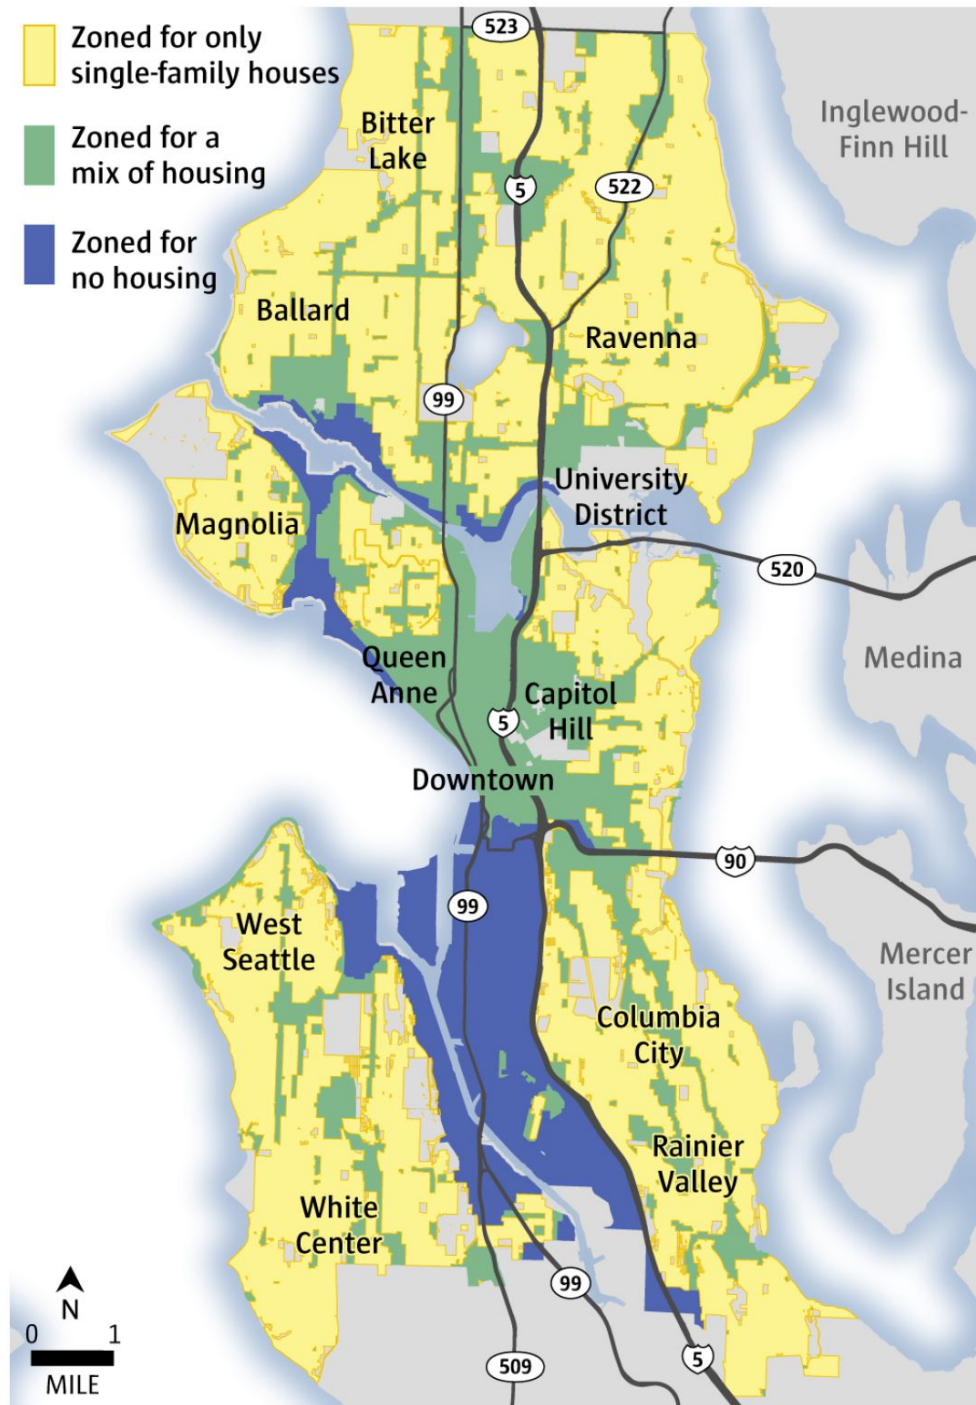 Zoned for only
single-family houses
Zoned for a
mix of housing
Zoned for
no housing
523
Bitter
Lake
5
522
Inglewood-
Finn Hill
Ballard
Ravenna
99
University
District
Magnolia
520
Queen
Anne
Capitol
Hill
Medina
5
Downtown
90
99
West
Seattle
Mercer
Island
Columbia
City
Rainier
Valley
White
Center
N
0 1
MILE
99
509
5